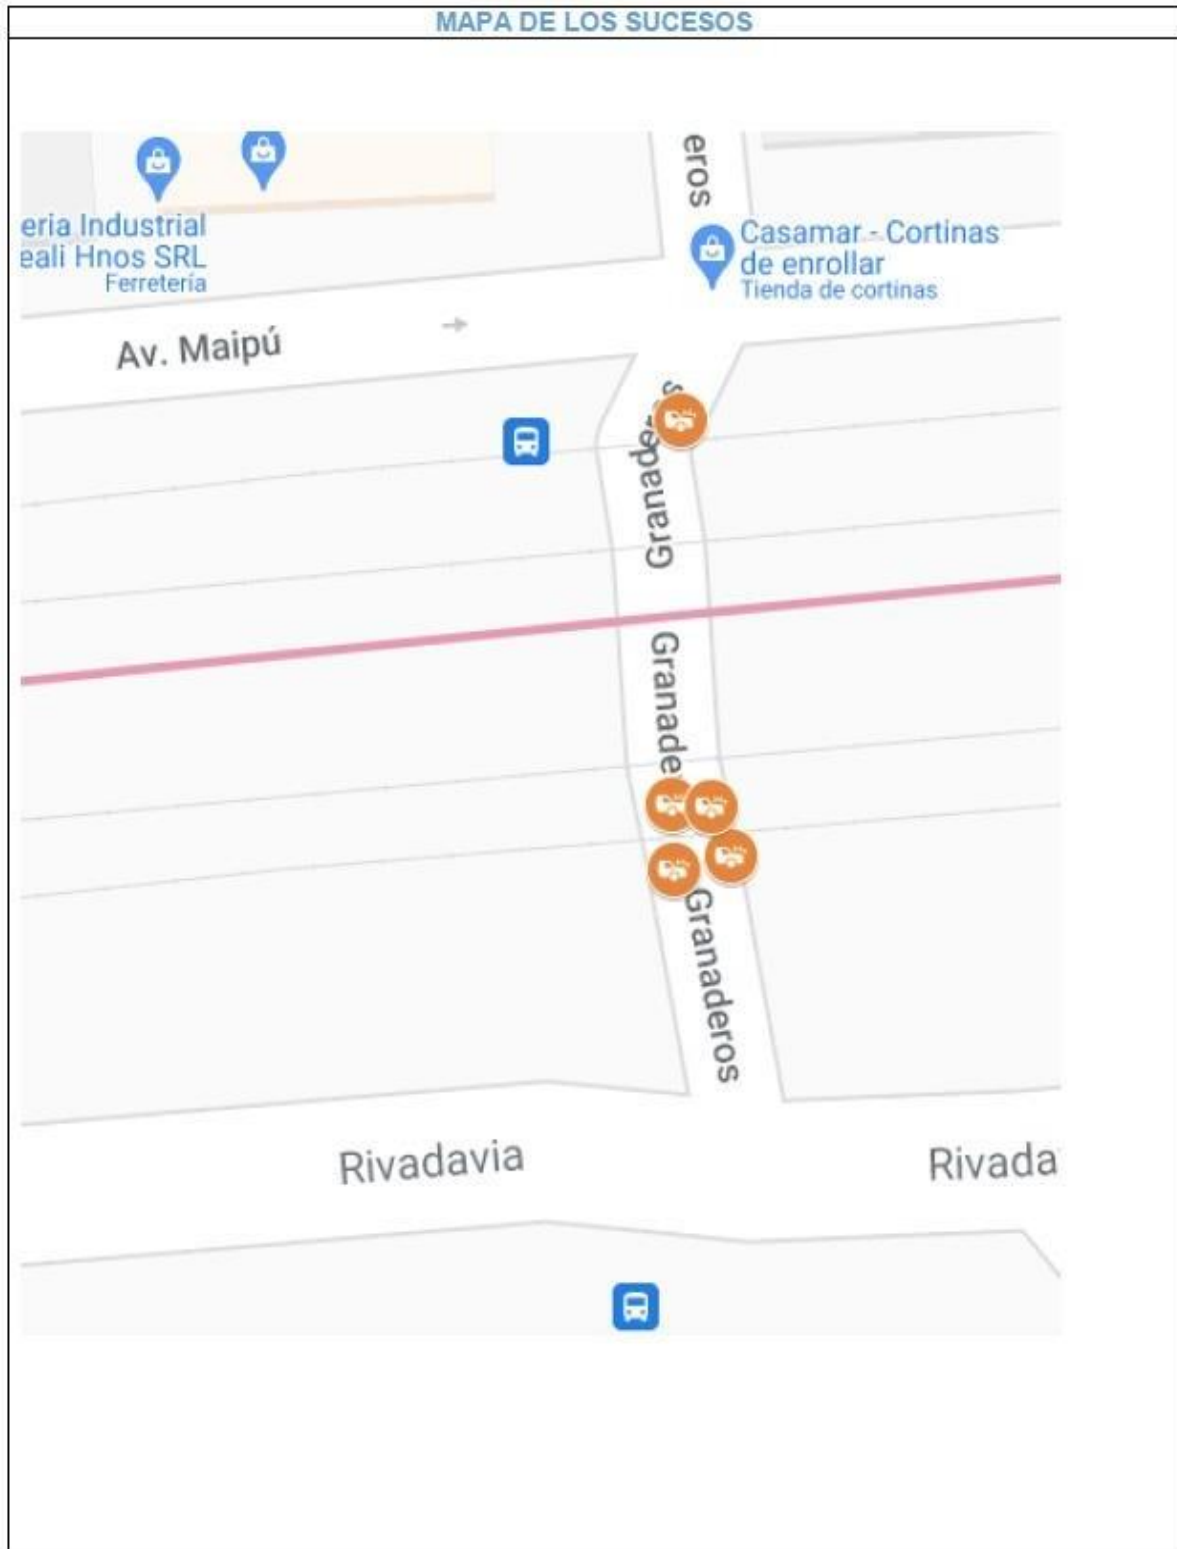 MAPA DE LOS SUCESOS
eros
eria Industrial
eali Hnos SRL
Ferretería
Casamar - Cortinas
de enrollar
Tienda de cortinas
Av. Maipú
Granade
Granade
Granaderos
Rivadavia
Rivada